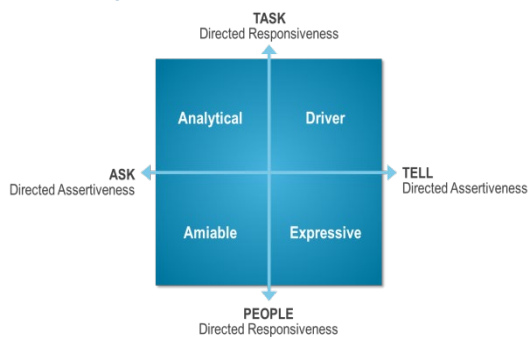 TASK
Directed Responsiveness
Analytical
Driver
ASK
Directed Assertiveness
TELL
Directed Assertiveness
Amiable
Expressive
PEOPLE
Directed Responsiveness